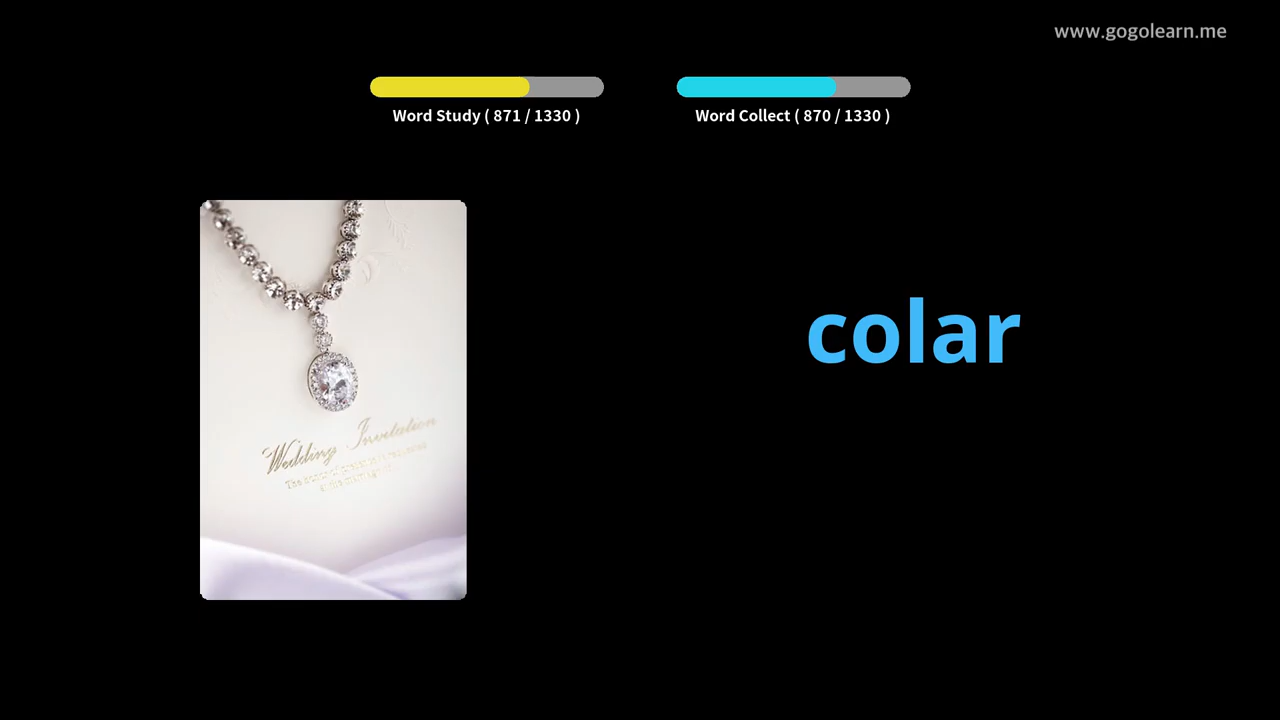 www.gogolearn.me
Word Study ( 871 / 1330 )
Word Collect ( 870 / 1330 )
colar
Wedding Invitation